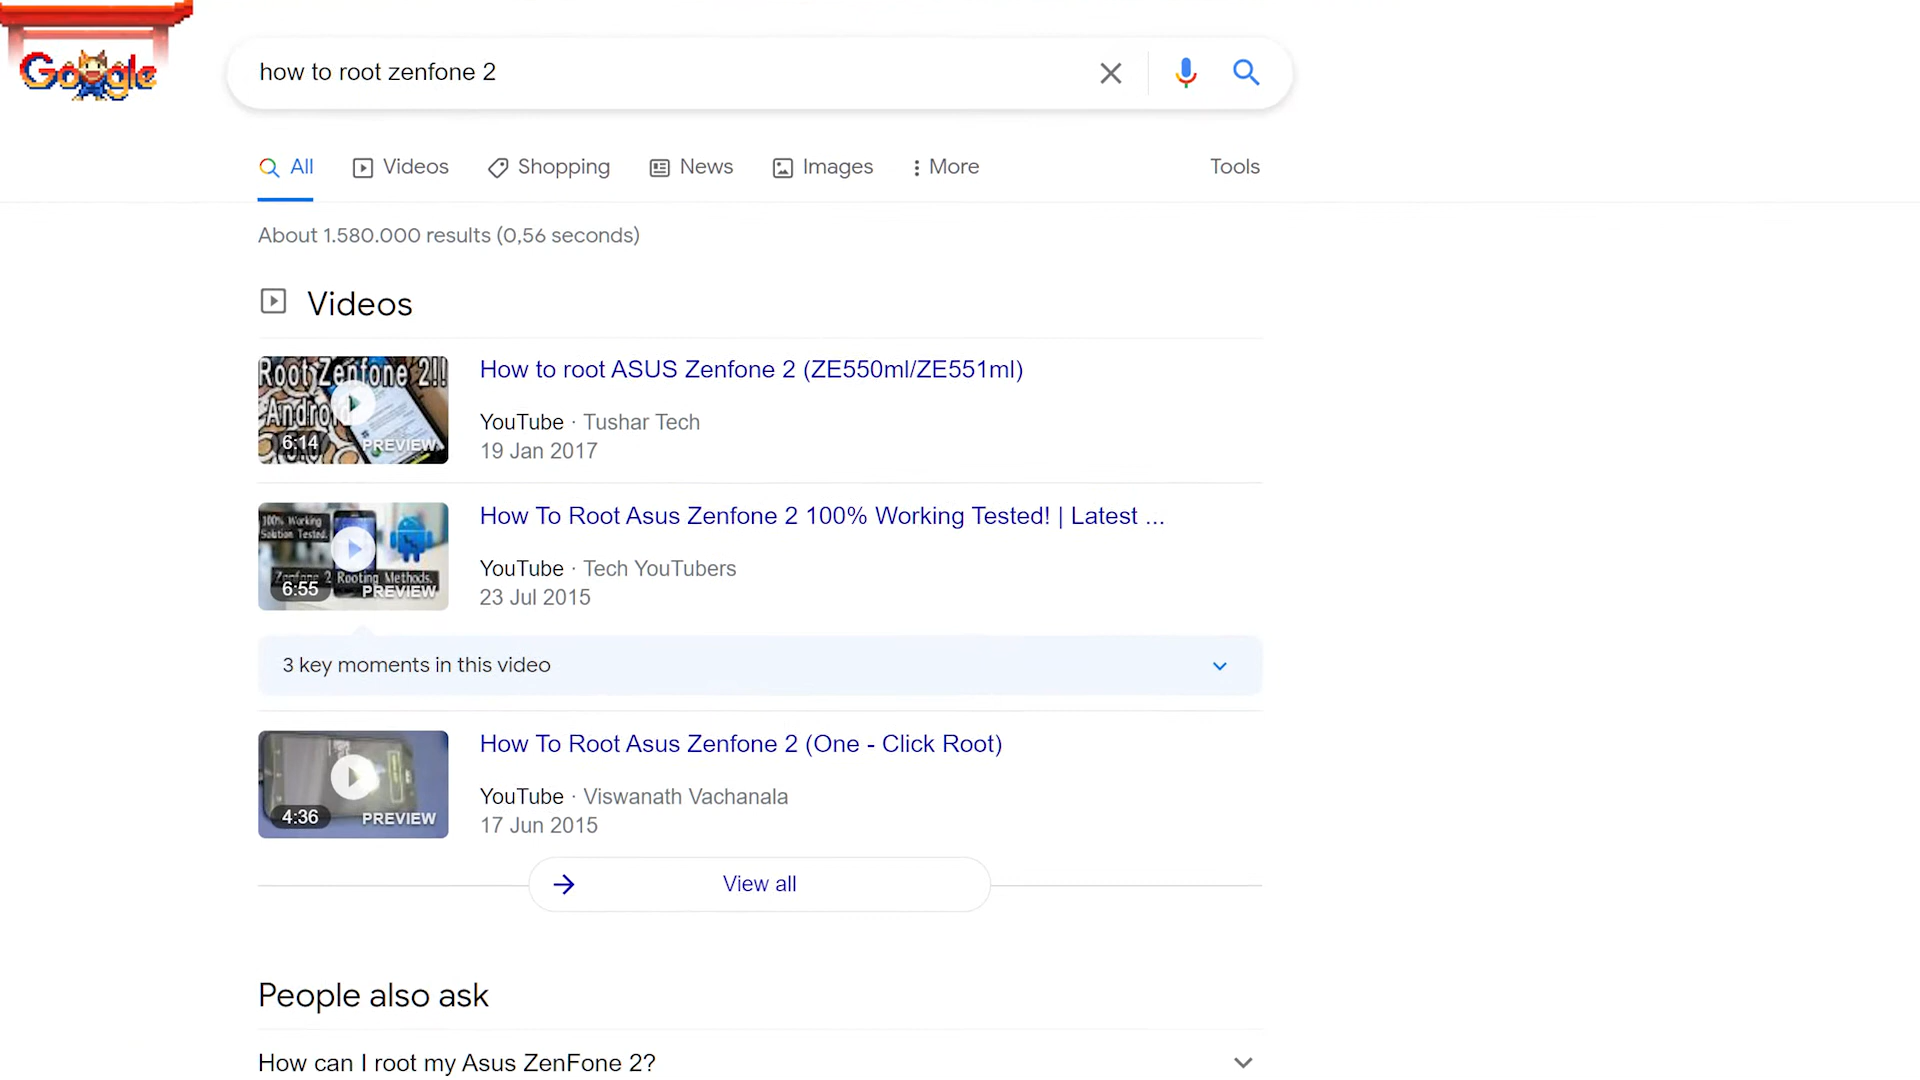 Google
how to root zenfone 2
All Videos Shopping News Images More Tools
About 1.580.000 results (0,56 seconds)
Videos
Root Zenfone 2!!
Android
5.0
6:14 PREVIEW
How to root ASUS Zenfone 2 (ZE550ml/ZE551ml)
YouTube · Tushar Tech
19 Jan 2017
100% Working
Solution Tested.
Zenfone 2 Rooting Methods.
6:55 PREVIEW
How To Root Asus Zenfone 2 100% Working Tested! | Latest ...
YouTube · Tech YouTubers
23 Jul 2015
3 key moments in this video
4:36 PREVIEW
How To Root Asus Zenfone 2 (One - Click Root)
YouTube · Viswanath Vachanala
17 Jun 2015
View all
People also ask
How can I root my Asus ZenFone 2?